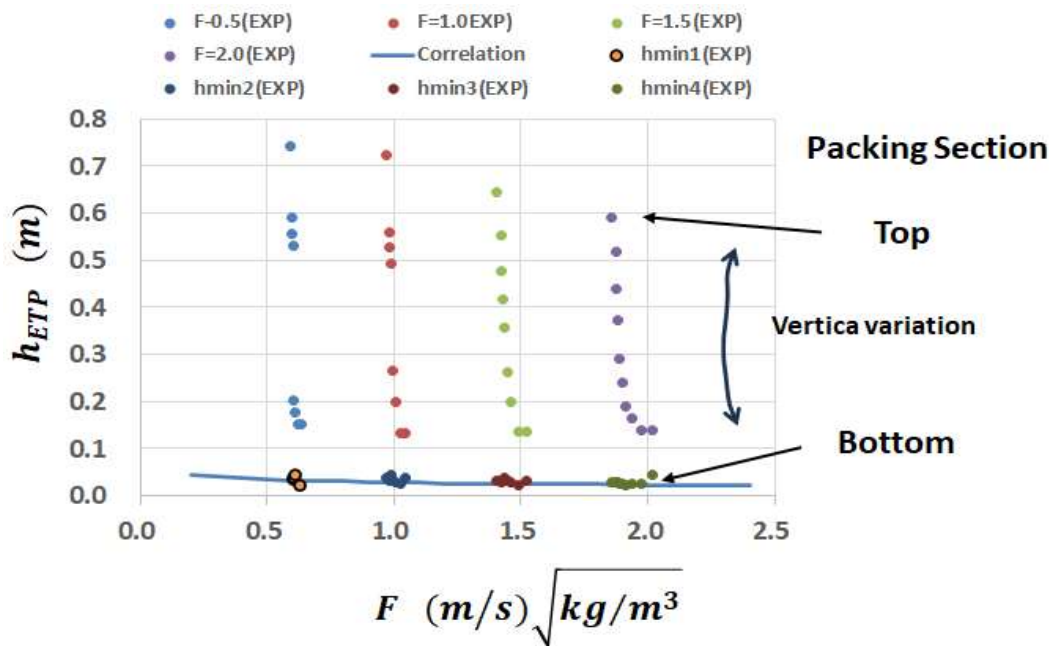 F-0.5(EXP) F=1.0EXP) F=1.5(EXP)
F=2.0(EXP) Correlation hmin1(EXP)
hmin2(EXP) hmin3(EXP) hmin4(EXP)
0.8
0.7
0.6
0.5
0.4
0.3
0.2
0.1
0.0
h_ETP (m)
Packing Section
Top
Vertica variation
Bottom
0.0 0.5 1.0 1.5 2.0 2.5
F (m/s)√kg/m³